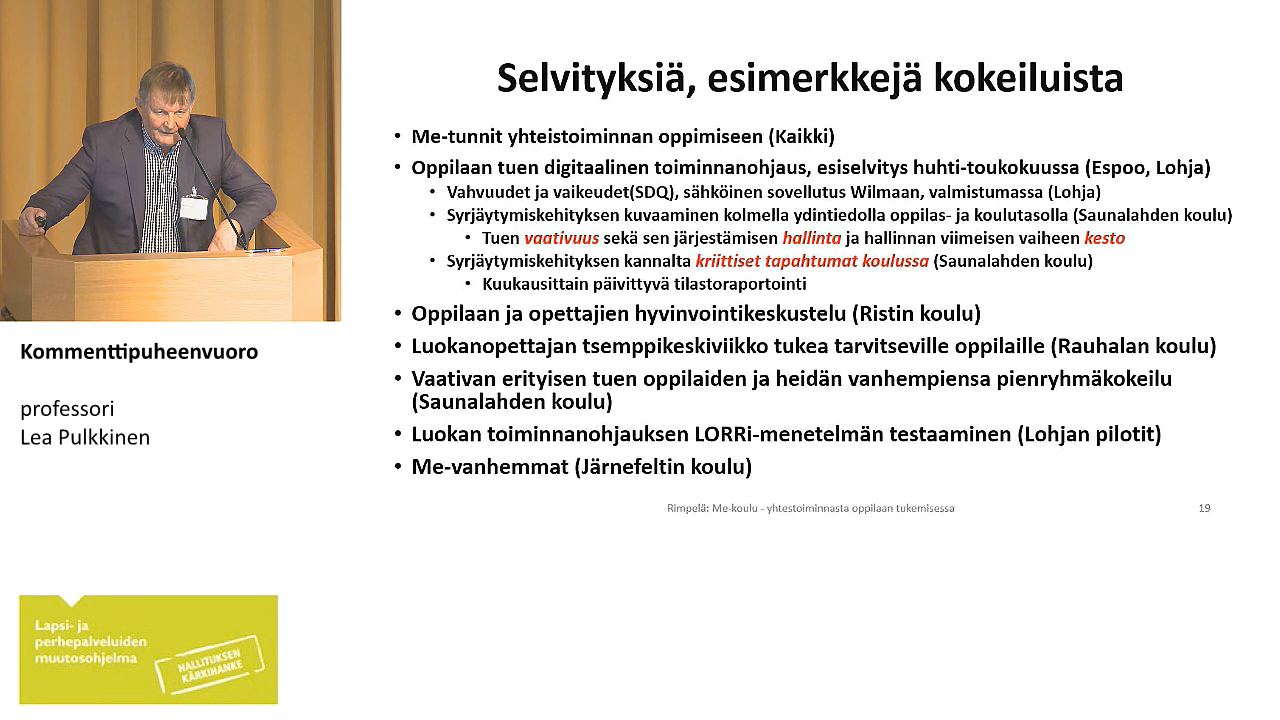 Selvityksiä, esimerkkejä kokeiluista
• Me-tunnit yhteistoiminnan oppimiseen (Kaikki)
• Oppilaan tuen digitaalinen toiminnanohjaus, esiselvitys huhti-toukokuussa (Espoo, Lohja)
• Vahvuudet ja vaikeudet(SDQ), sähköinen sovellutus Wilmaan, valmistumassa (Lohja)
• Syrjäytymiskehityksen kuvaaminen kolmella ydintiedolla oppilas- ja koulutasolla (Saunalahden koulu)
• Tuen vaativuus sekä sen järjestämisen hallinta ja hallinnan viimeisen vaiheen kesto
• Syrjäytymiskehityksen kannalta kriittiset tapahtumat koulussa (Saunalahden koulu)
• Kuukausittain päivittyvä tilastoraportointi
• Oppilaan ja opettajien hyvinvointikeskustelu (Ristin koulu)
• Luokanopettajan tsemppikeskiviikko tukea tarvitseville oppilaille (Rauhalan koulu)
• Vaativan erityisen tuen oppilaiden ja heidän vanhempiensa pienryhmäkokeilu
(Saunalahden koulu)
• Luokan toiminnanohjauksen LORRi-menetelmän testaaminen (Lohjan pilotit)
• Me-vanhemmat (Järnefeltin koulu)
Rimpelä: Me-koulu - yhtestoiminnasta oppilaan tukemisessa
19
Kommenttipuheenvuoro
professori
Lea Pulkkinen
Lapsi- ja
perhepalveluiden
muutosohjelma
HALLITUKSEN
KÄRKIHANKE